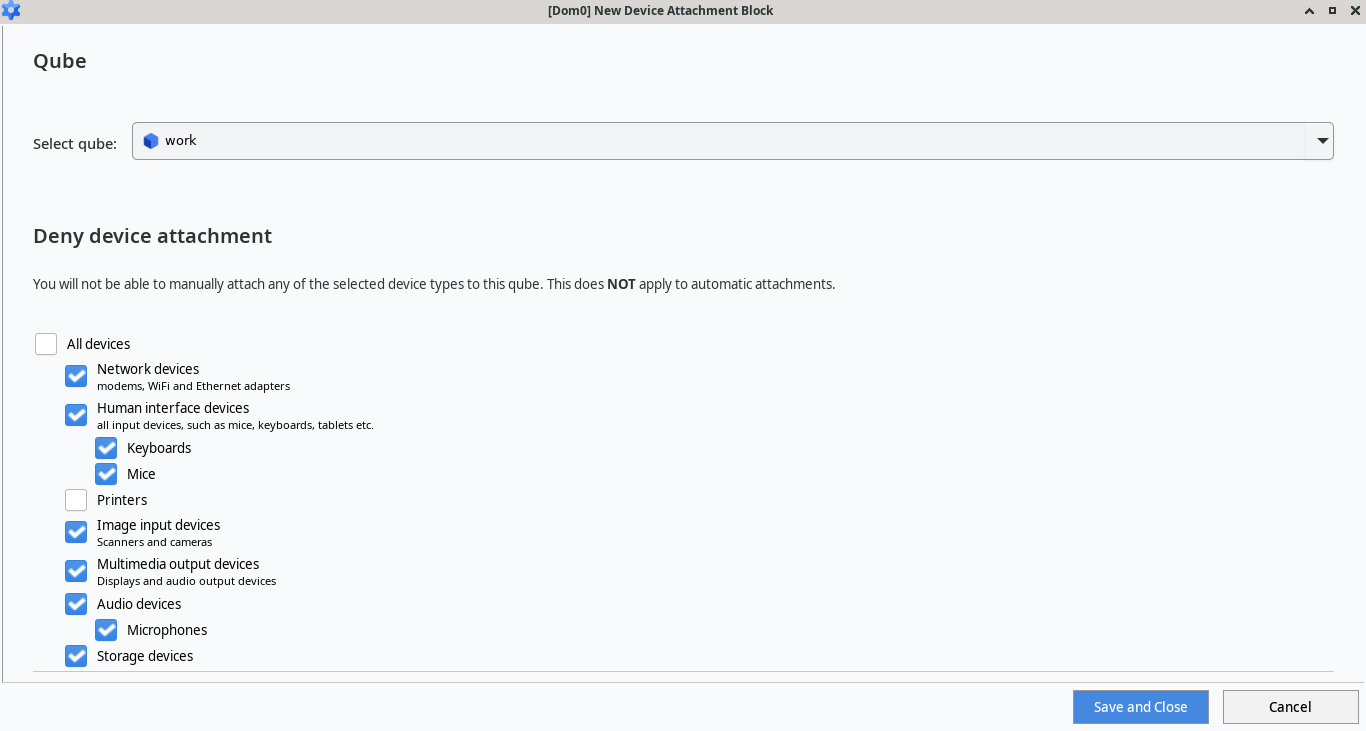 [Dom0] New Device Attachment Block
Qube
Select qube:
work
Deny device attachment
You will not be able to manually attach any of the selected device types to this qube. This does NOT apply to automatic attachments.
All devices
Network devices
modems, WiFi and Ethernet adapters
Human interface devices
all input devices, such as mice, keyboards, tablets etc.
Keyboards
Mice
Printers
Image input devices
Scanners and cameras
Multimedia output devices
Displays and audio output devices
Audio devices
Microphones
Storage devices
Save and Close
Cancel